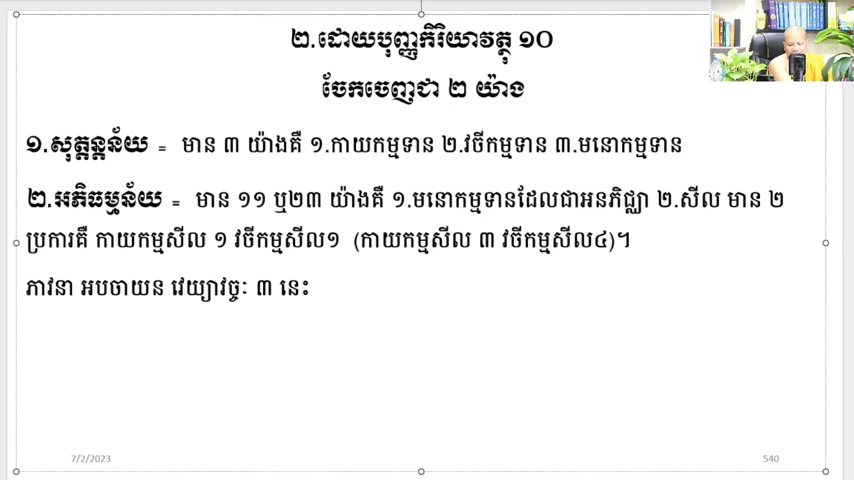 ២.ដោយបុញ្ញកិរិយាវត្ថុ ១០
ចែកចេញជា ២ យ៉ាង
១.សុត្តន្តន័យ = មាន ៣ យ៉ាងគឺ ១.កាយកម្មទាន ២.វចីកម្មទាន ៣.មនោកម្មទាន
២.អភិធម្មន័យ = មាន ១១ ឬ២៣ យ៉ាងគឺ ១.មនោកម្មទានដែលជាអនភិជ្ឈា ២.សីល មាន ២
ប្រការគឺ កាយកម្មសីល ១ វចីកម្មសីល១ (កាយកម្មសីល ៣ វចីកម្មសីល៤)។
ភាវនា អបចាយន វេយ្យាវច្ចៈ ៣ នេះ
7/2/2023
540